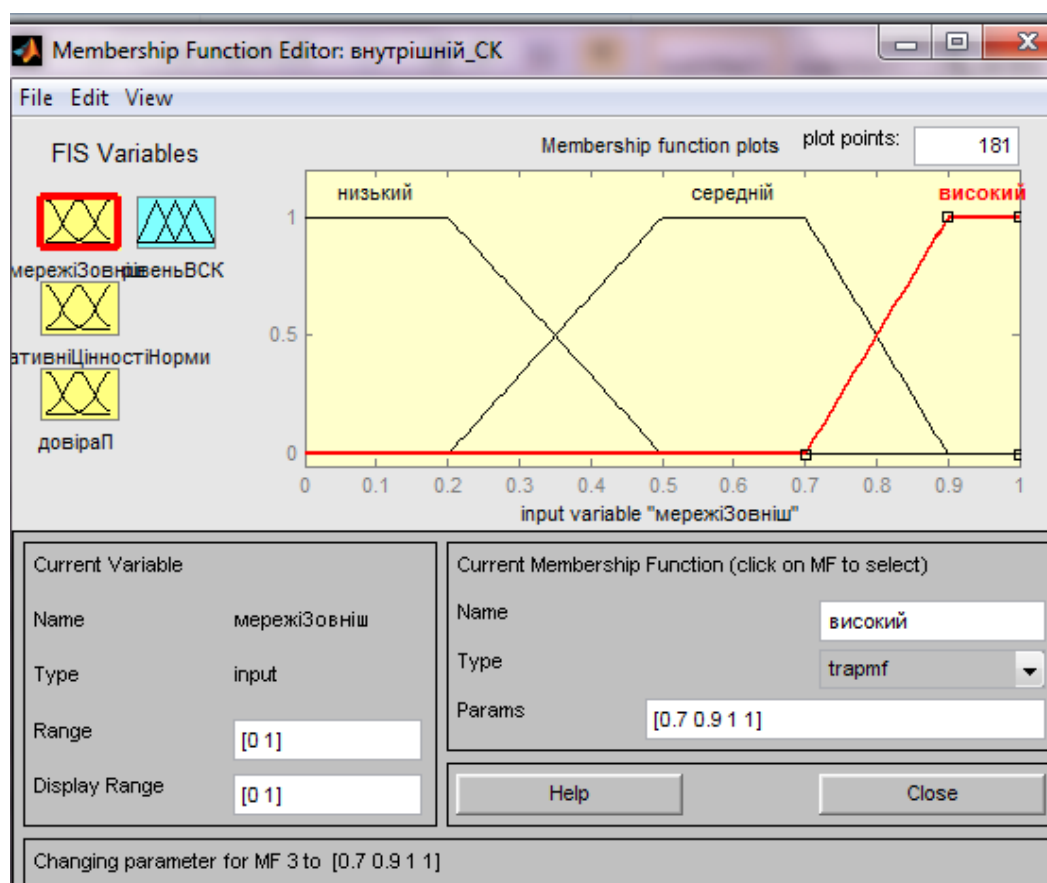 Membership Function Editor: внутрішній_СК
File Edit View
FIS Variables
Membership function plots
plot points:
181
низький
середній
високий
мережіЗовніш
рівеньВСК
ативніЦінностіНорми
довіраП
1
0.5
0
0 0.1 0.2 0.3 0.4 0.5 0.6 0.7 0.8 0.9 1
input variable "мережіЗовніш"
Current Variable
Name мережіЗовніш
Type input
Range [0 1]
Display Range [0 1]
Current Membership Function (click on MF to select)
Name високий
Type trapmf
Params [0.7 0.9 1 1]
Help Close
Changing parameter for MF 3 to [0.7 0.9 1 1]